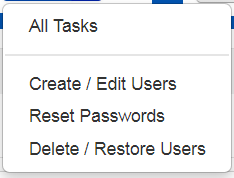 All Tasks
Create / Edit Users
Reset Passwords
Delete / Restore Users